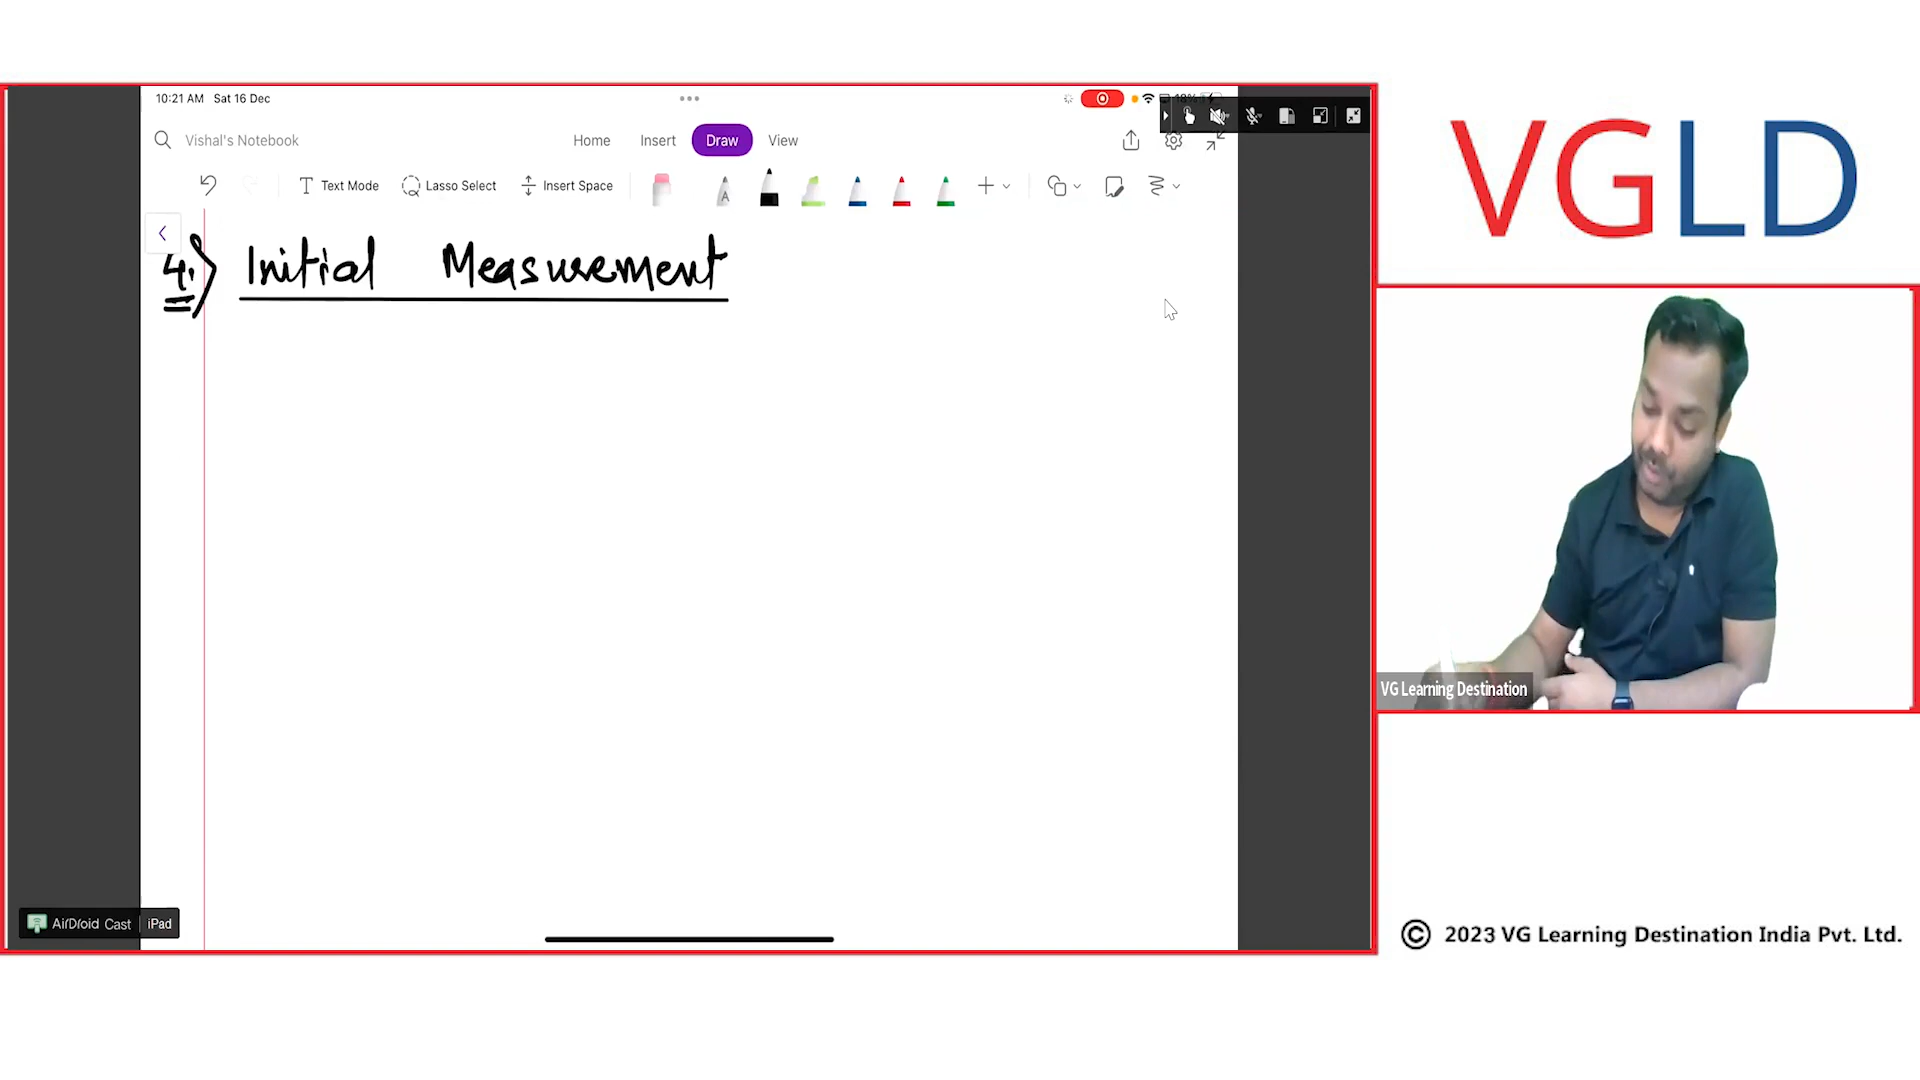 10:21 AM Sat 16 Dec
Vishal's Notebook
Home Insert Draw View
Text Mode Lasso Select Insert Space
A
4.) Initial Measurement
VGLD
VG Learning Destination
AirDroid Cast iPad
© 2023 VG Learning Destination India Pvt. Ltd.